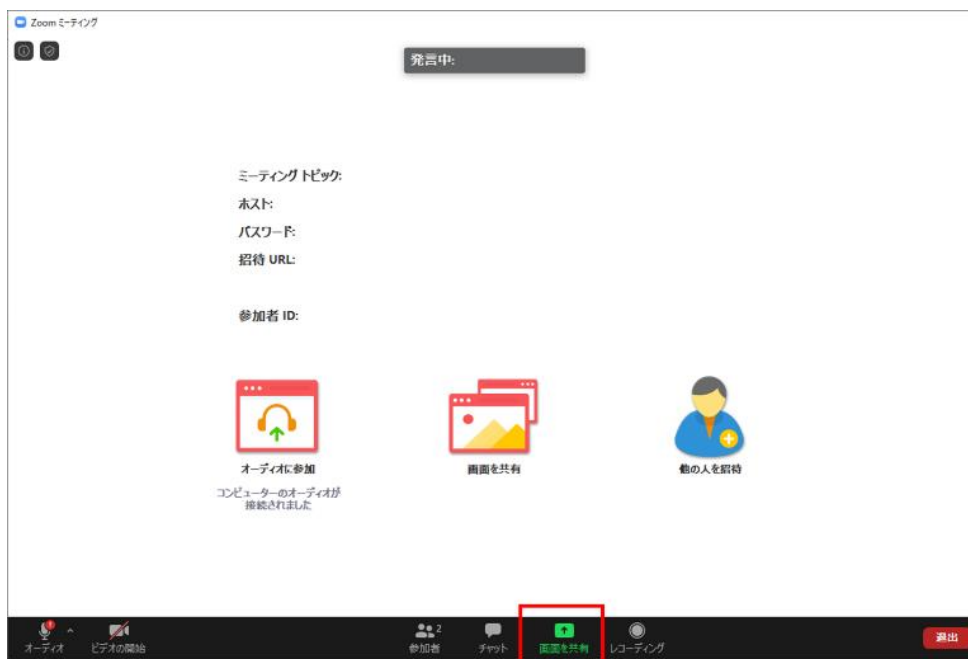 Zoom ミーティング
発言中:
ミーティング トピック:
ホスト:
パスワード:
招待 URL:
参加者 ID:
オーディオに参加
コンピューターのオーディオが
接続されました
画面を共有
他の人を招待
オーディオ
ビデオの開始
参加者
2
チャット
画面を共有
レコーディング
退出